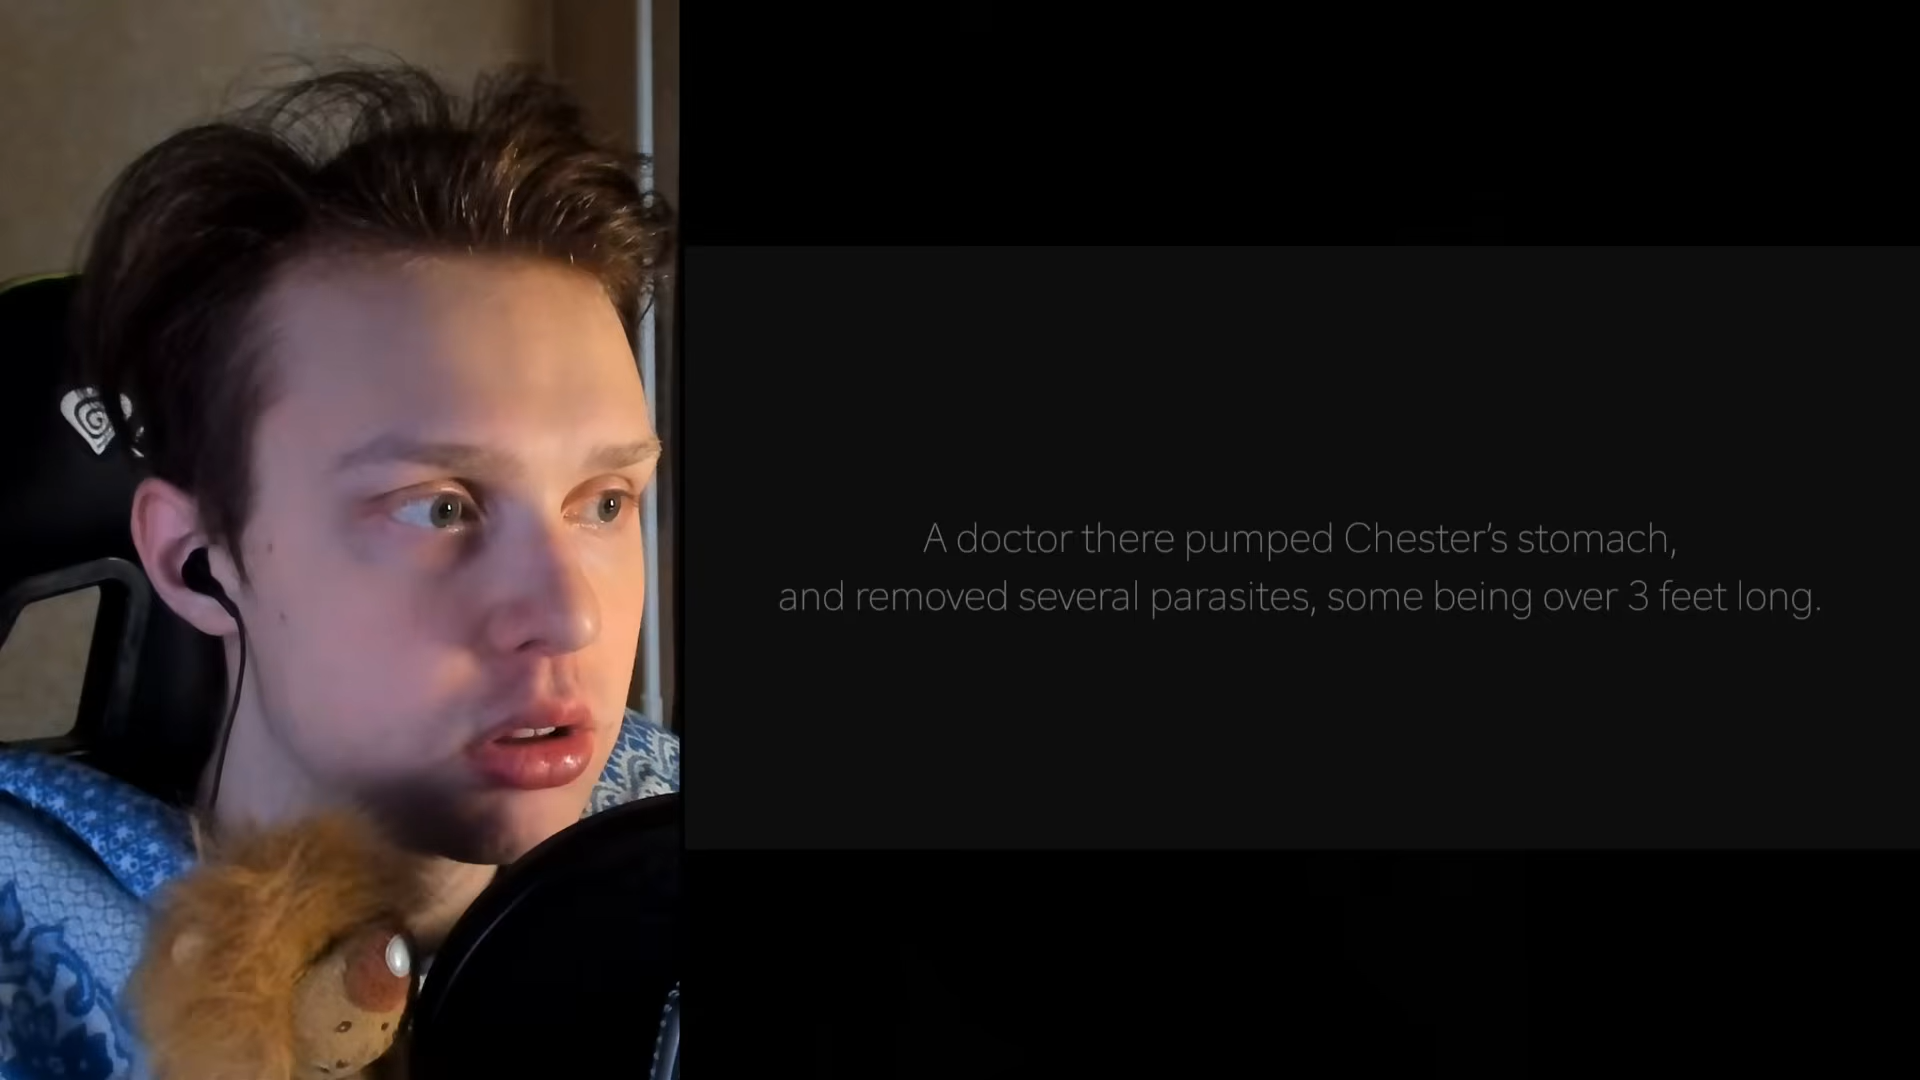 A doctor there pumped Chester’s stomach,
and removed several parasites, some being over 3 feet long.